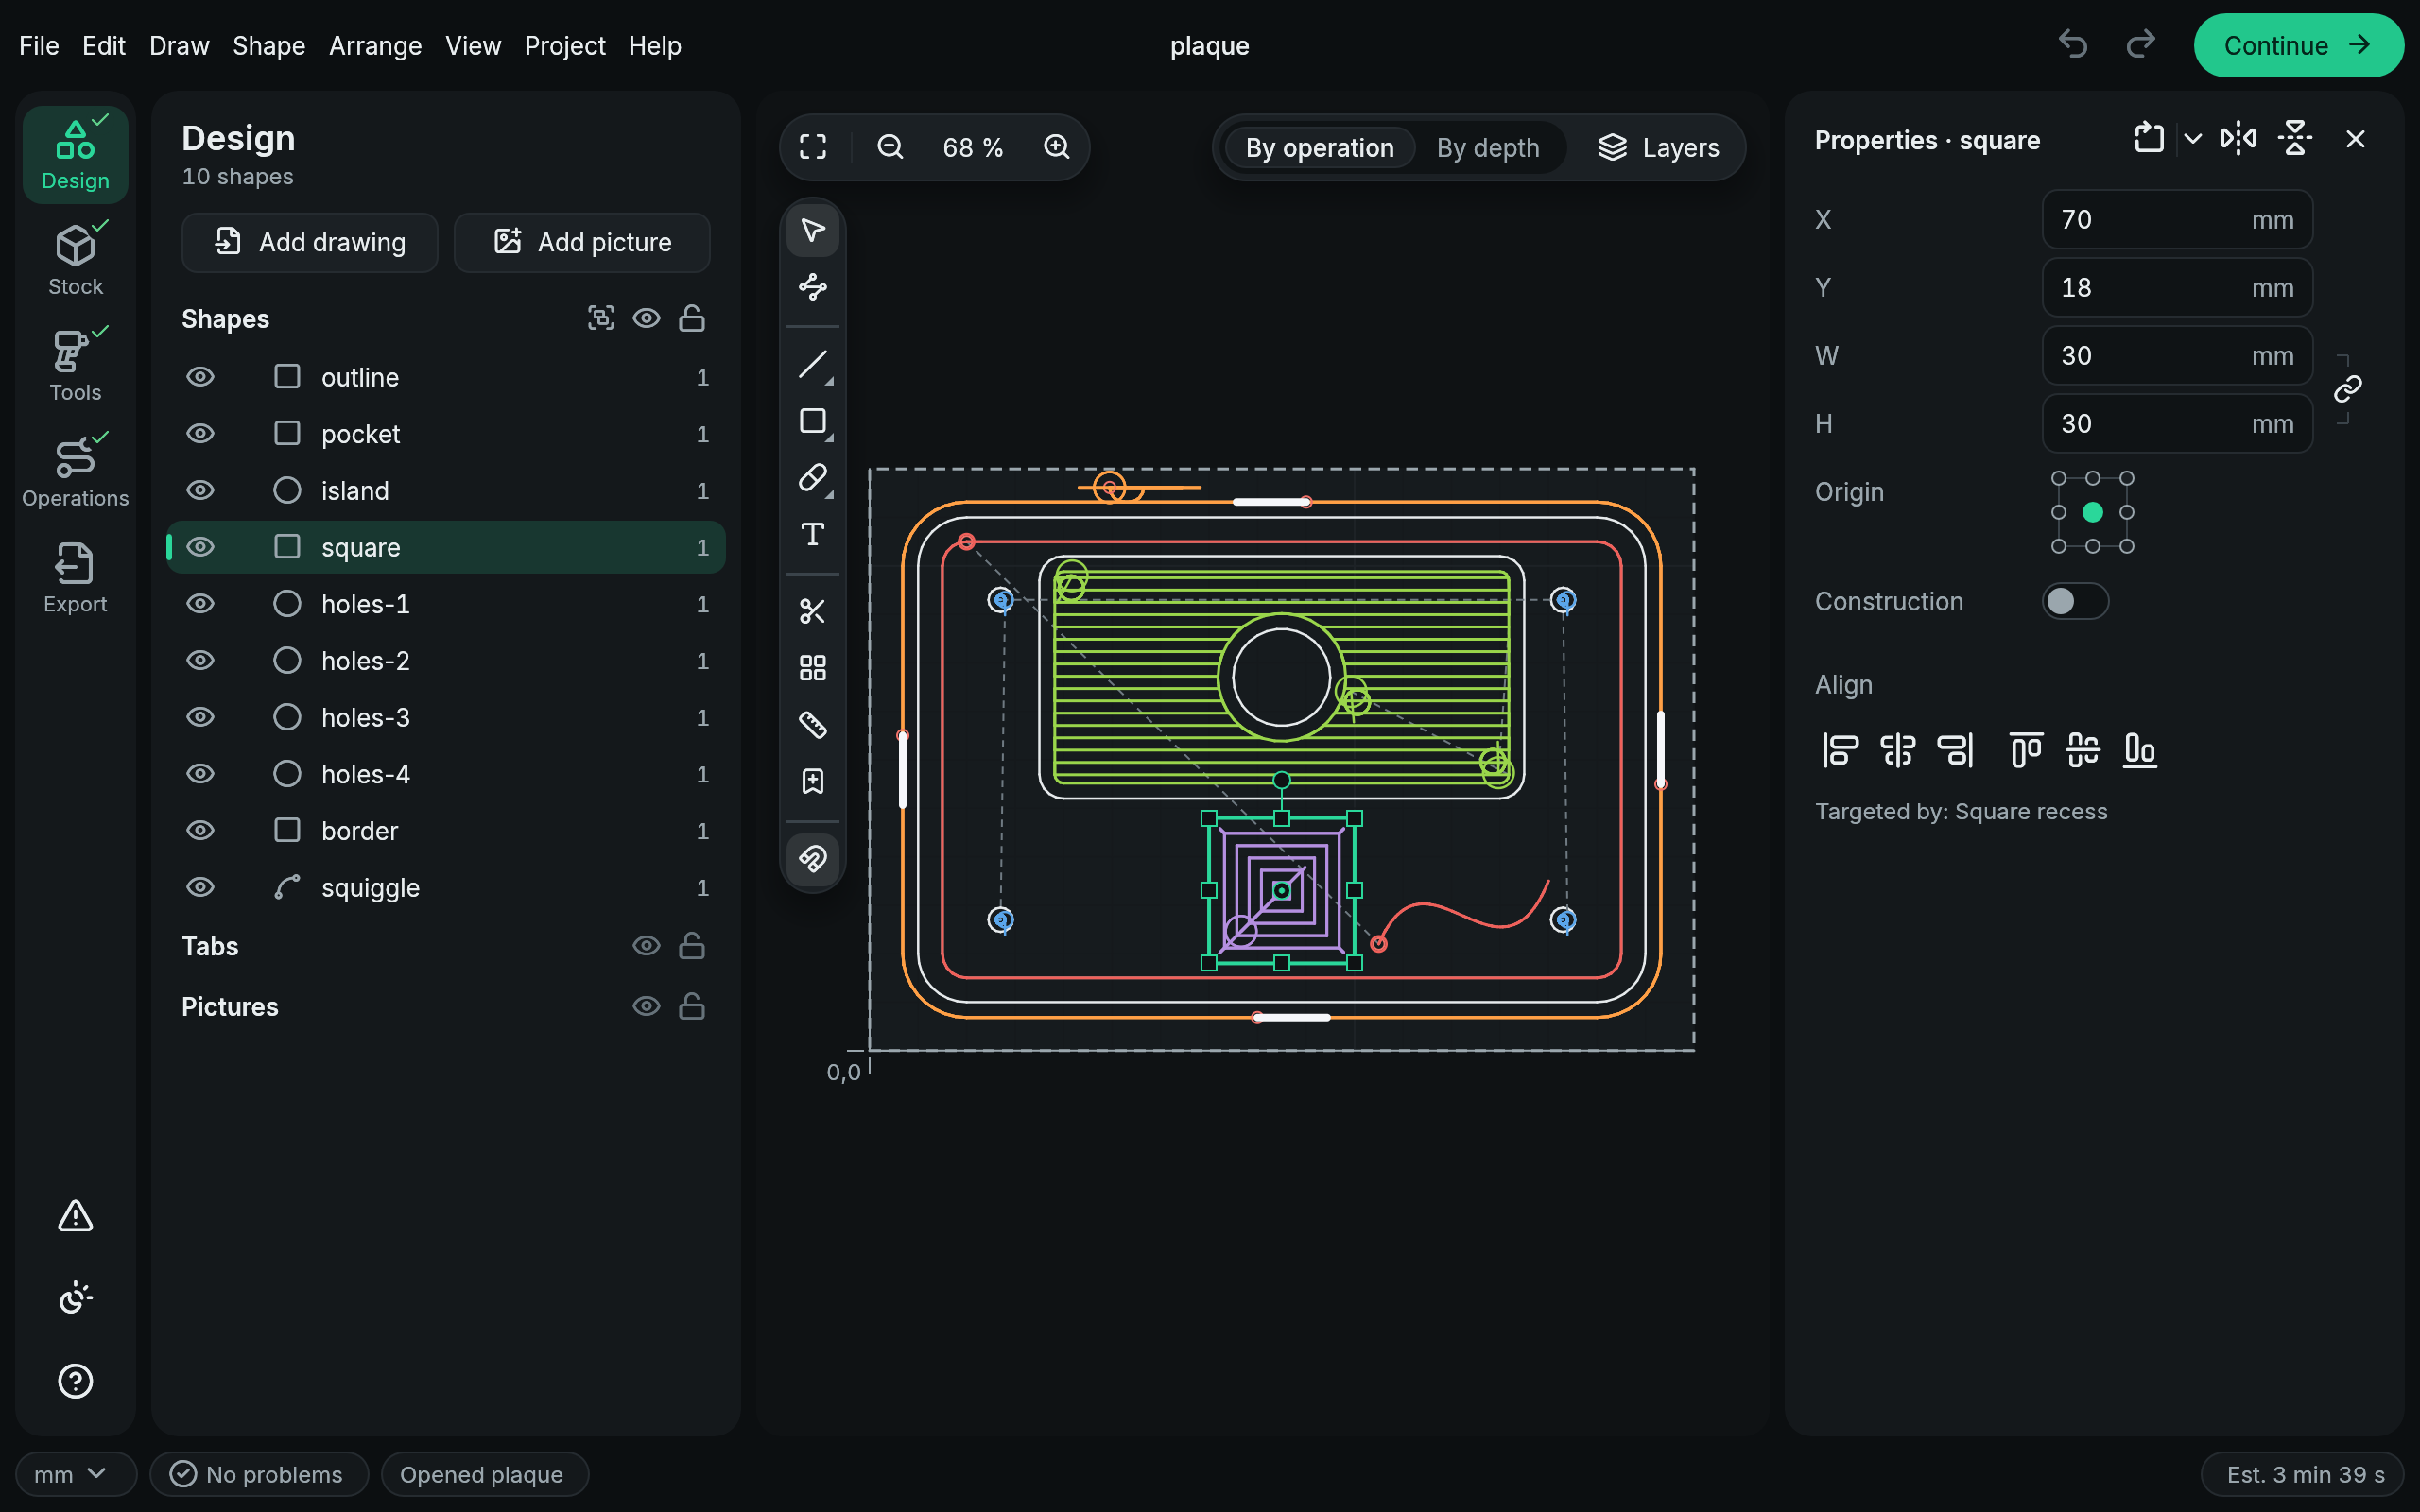 File Edit Draw Shape Arrange View Project Help
plaque
Continue
Design
Stock
Tools
Operations
Export
Design
10 shapes
Add drawing
Add picture
Shapes
outline 1
pocket 1
island 1
square 1
holes-1 1
holes-2 1
holes-3 1
holes-4 1
border 1
squiggle 1
Tabs
Pictures
68 %
By operation
By depth
Layers
0,0
Properties · square
X 70 mm
Y 18 mm
W 30 mm
H 30 mm
Origin
Construction
Align
Targeted by: Square recess
mm
No problems
Opened plaque
Est. 3 min 39 s